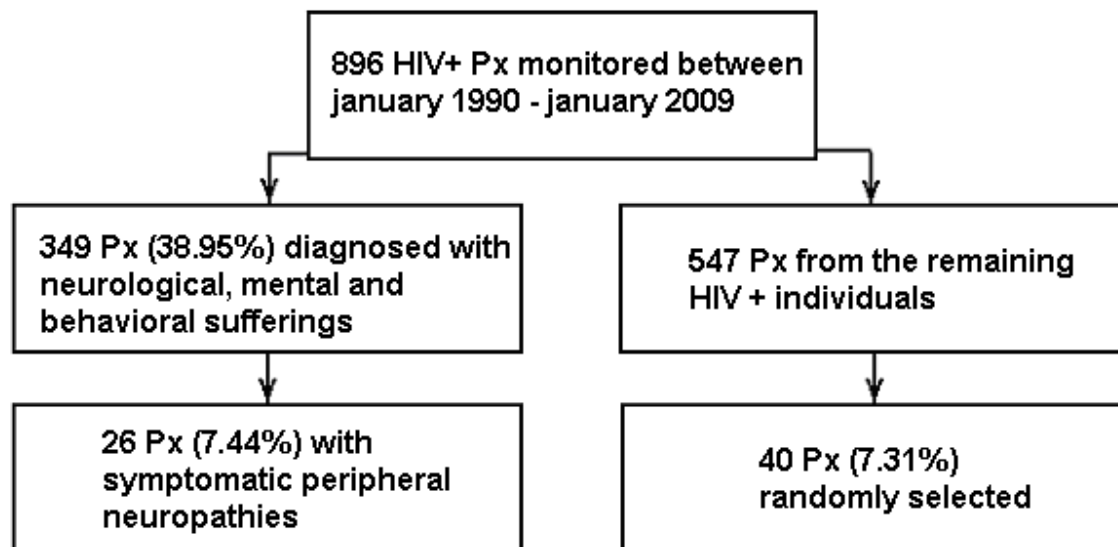 896 HIV+ Px monitored between
january 1990 - january 2009
349 Px (38.95%) diagnosed with
neurological, mental and
behavioral sufferings
547 Px from the remaining
HIV + individuals
26 Px (7.44%) with
symptomatic peripheral
neuropathies
40 Px (7.31%)
randomly selected